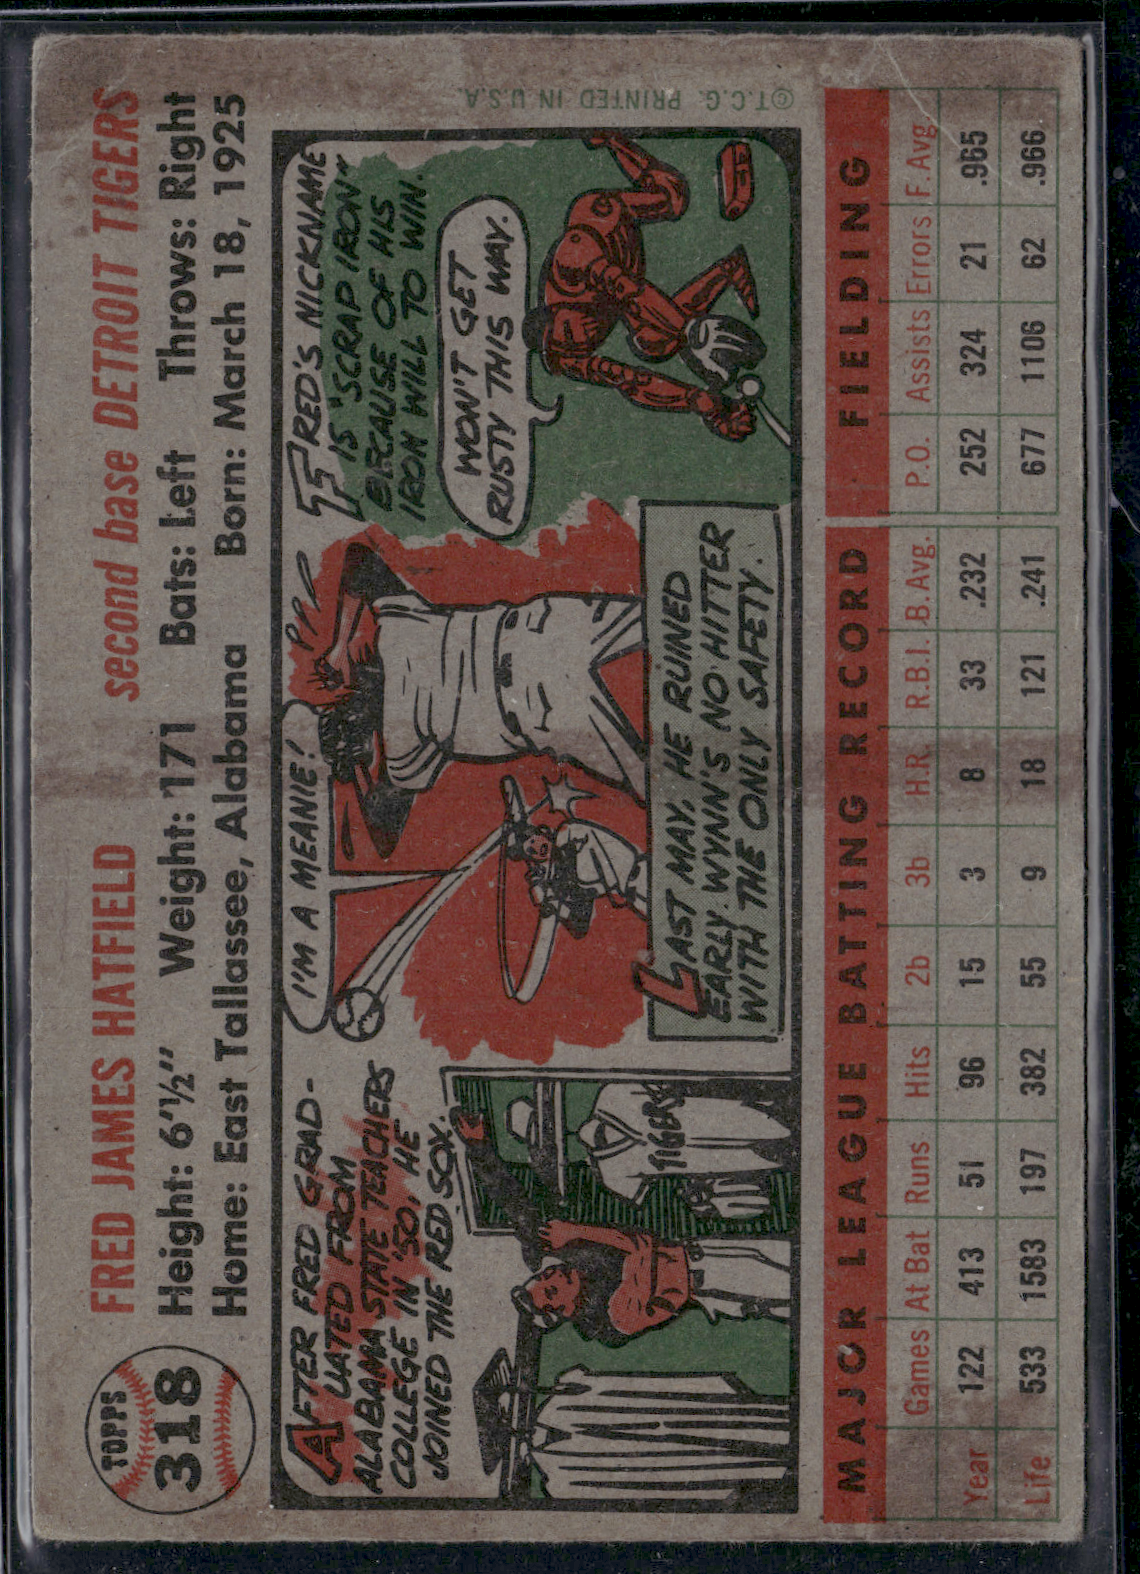 TOPPS
318
FRED JAMES HATFIELD second base DETROIT TIGERS
Height: 6'1½" Weight: 171 Bats: Left Throws: Right
Home: East Tallassee, Alabama Born: March 18, 1925
AFTER FRED GRAD-
UATED FROM
ALABAMA STATE TEACHERS
COLLEGE IN '50, HE
JOINED THE RED SOX.
TIGERS
I'M A MEANIE!
LAST MAY, HE RUINED
EARLY WYNN'S NO HITTER
WITH THE ONLY SAFETY.
FRED'S NICKNAME
IS "SCRAP IRON"
BECAUSE OF HIS
IRON WILL TO WIN.
WON'T GET
RUSTY THIS WAY.
©T.C.G. PRINTED IN U.S.A.
MAJOR LEAGUE BATTING RECORD FIELDING
Games At Bat Runs Hits 2b 3b H.R. R.B.I. B.Avg. P.O. Assists Errors F.Avg.
Year 122 413 51 96 15 3 8 33 .232 252 324 21 .965
Life 533 1583 197 382 55 9 18 121 .241 677 1106 62 .966